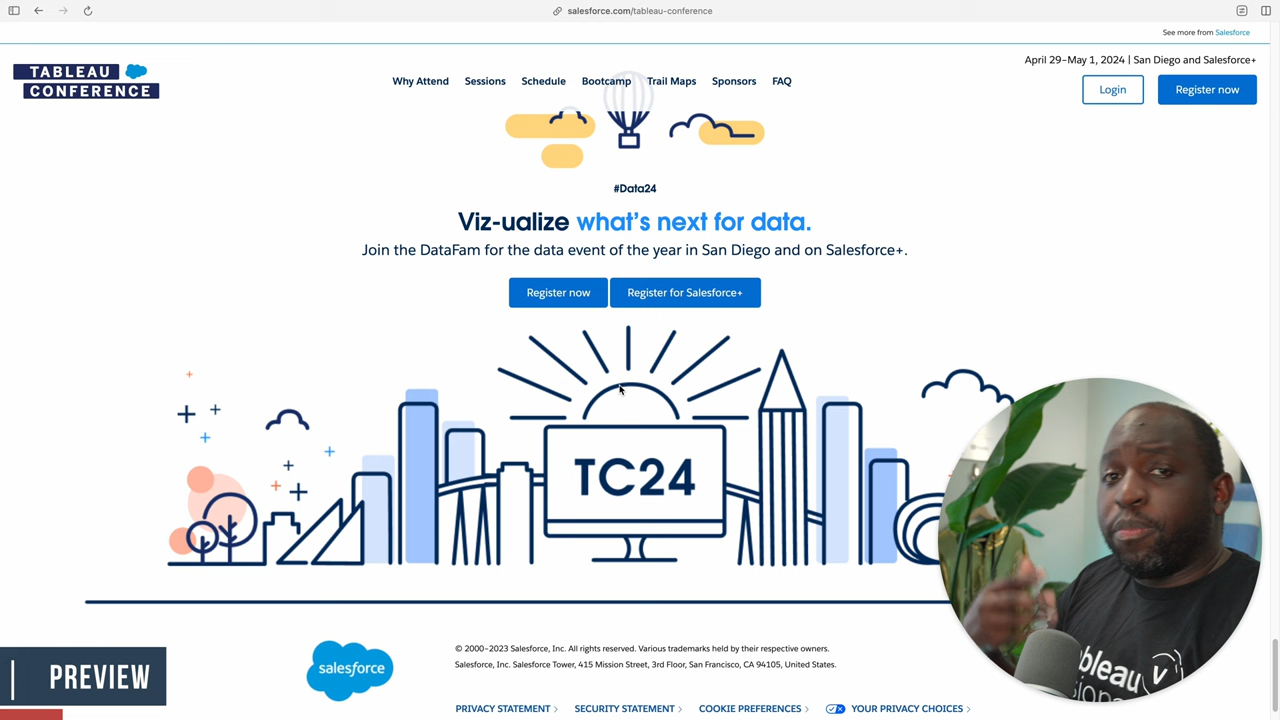 salesforce.com/tableau-conference
See more from Salesforce
TABLEAU
CONFERENCE
Why Attend Sessions Schedule Bootcamp Trail Maps Sponsors FAQ
April 29–May 1, 2024 | San Diego and Salesforce+
Login Register now
#Data24
Viz-ualize what's next for data.
Join the DataFam for the data event of the year in San Diego and on Salesforce+.
Register now Register for Salesforce+
TC24
PREVIEW
salesforce
© 2000–2023 Salesforce, Inc. All rights reserved. Various trademarks held by their respective owners.
Salesforce, Inc. Salesforce Tower, 415 Mission Street, 3rd Floor, San Francisco, CA 94105, United States.
PRIVACY STATEMENT > SECURITY STATEMENT > COOKIE PREFERENCES > YOUR PRIVACY CHOICES >